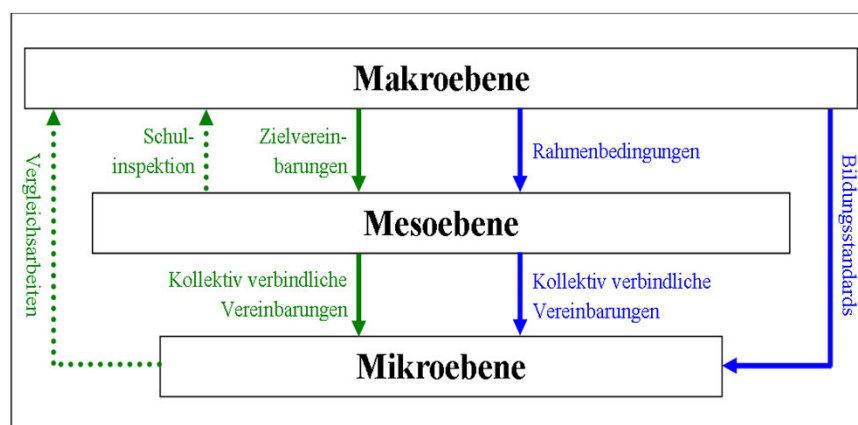 Makroebene
Schul-
inspektion
Zielverein-
barungen
Rahmenbedingungen
Vergleichsarbeiten
Bildungsstandards
Mesoebene
Kollektiv verbindliche
Vereinbarungen
Kollektiv verbindliche
Vereinbarungen
Mikroebene